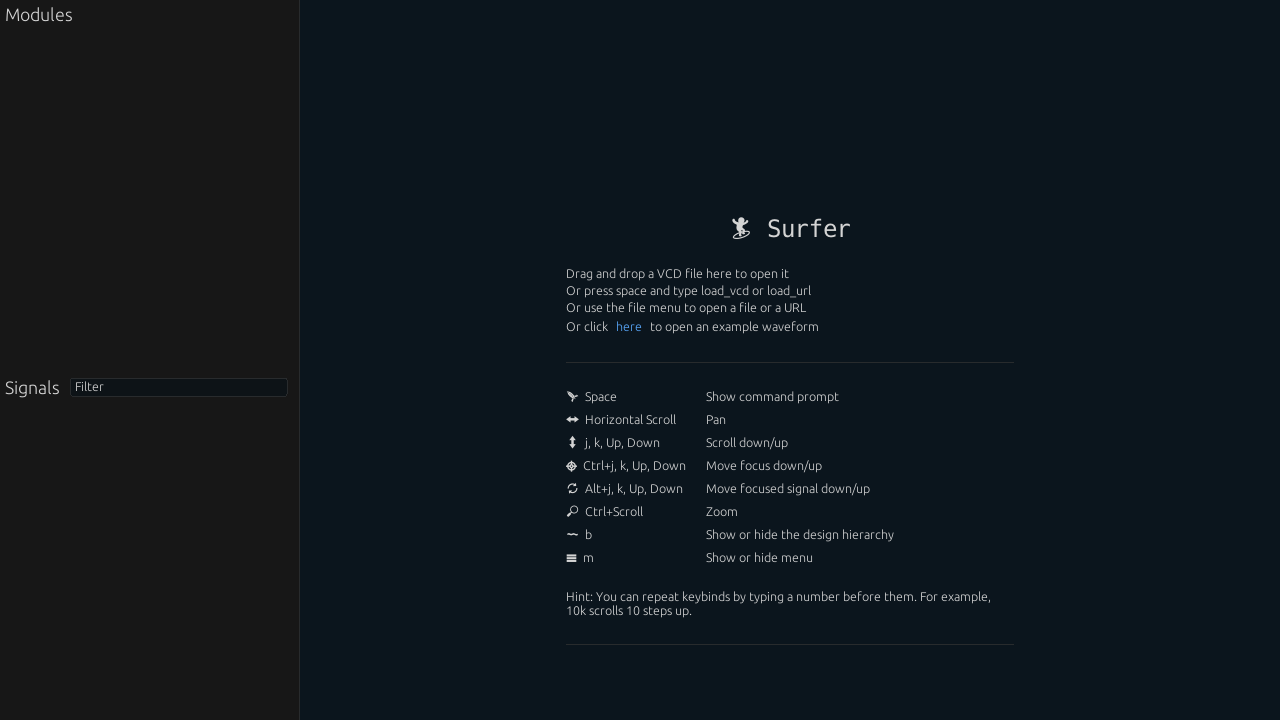 Modules
Signals Filter
Surfer
Drag and drop a VCD file here to open it
Or press space and type load_vcd or load_url
Or use the file menu to open a file or a URL
Or click here to open an example waveform
Space Show command prompt
Horizontal Scroll Pan
j, k, Up, Down Scroll down/up
Ctrl+j, k, Up, Down Move focus down/up
Alt+j, k, Up, Down Move focused signal down/up
Ctrl+Scroll Zoom
b Show or hide the design hierarchy
m Show or hide menu
Hint: You can repeat keybinds by typing a number before them. For example,
10k scrolls 10 steps up.